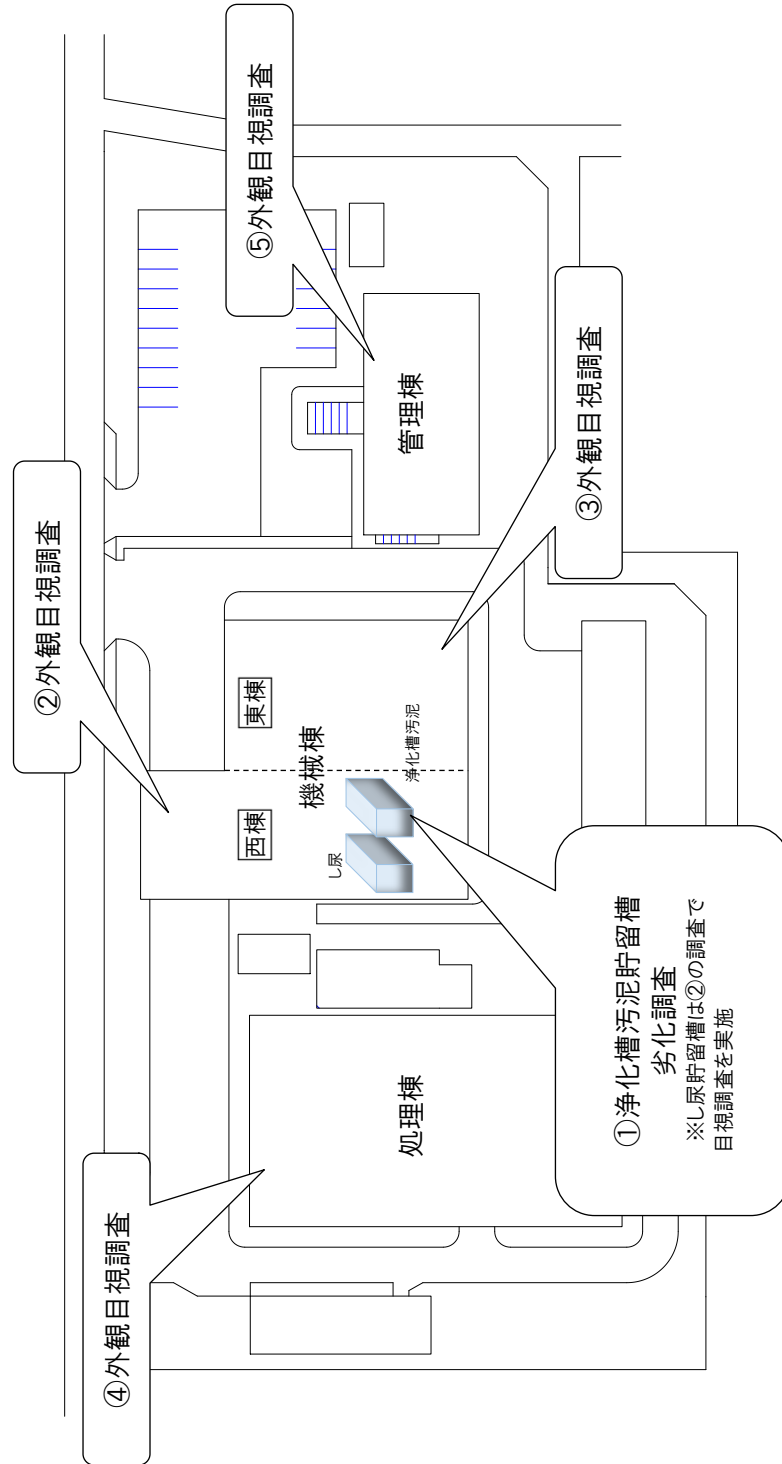 ②外観目視調査
④外観目視調査
⑤外観目視調査
西棟
東棟
機械棟
し尿
浄化槽汚泥
処理棟
管理棟
①浄化槽汚泥貯留槽
劣化調査
※し尿貯留槽は②の調査で
目視調査を実施
③外観目視調査